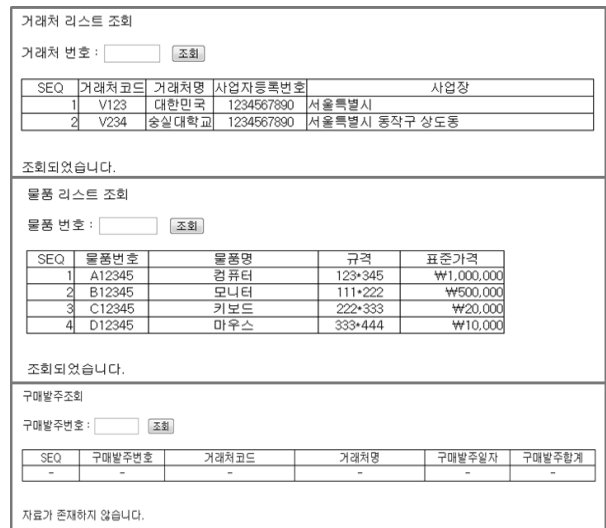 거래처 리스트 조회
거래처 번호 : 조회
SEQ 거래처코드 거래처명 사업자등록번호 사업장
1 V123 대한민국 1234567890 서울특별시
2 V234 숭실대학교 1234567890 서울특별시 동작구 상도동
조회되었습니다.
물품 리스트 조회
물품 번호 : 조회
SEQ 물품번호 물품명 규격 표준가격
1 A12345 컴퓨터 123*345 ₩1,000,000
2 B12345 모니터 111*222 ₩500,000
3 C12345 키보드 222*333 ₩20,000
4 D12345 마우스 333*444 ₩10,000
조회되었습니다.
구매발주조회
구매발주번호 : 조회
SEQ 구매발주번호 거래처코드 거래처명 구매발주일자 구매발주합계
- - - - - -
자료가 존재하지 않습니다.